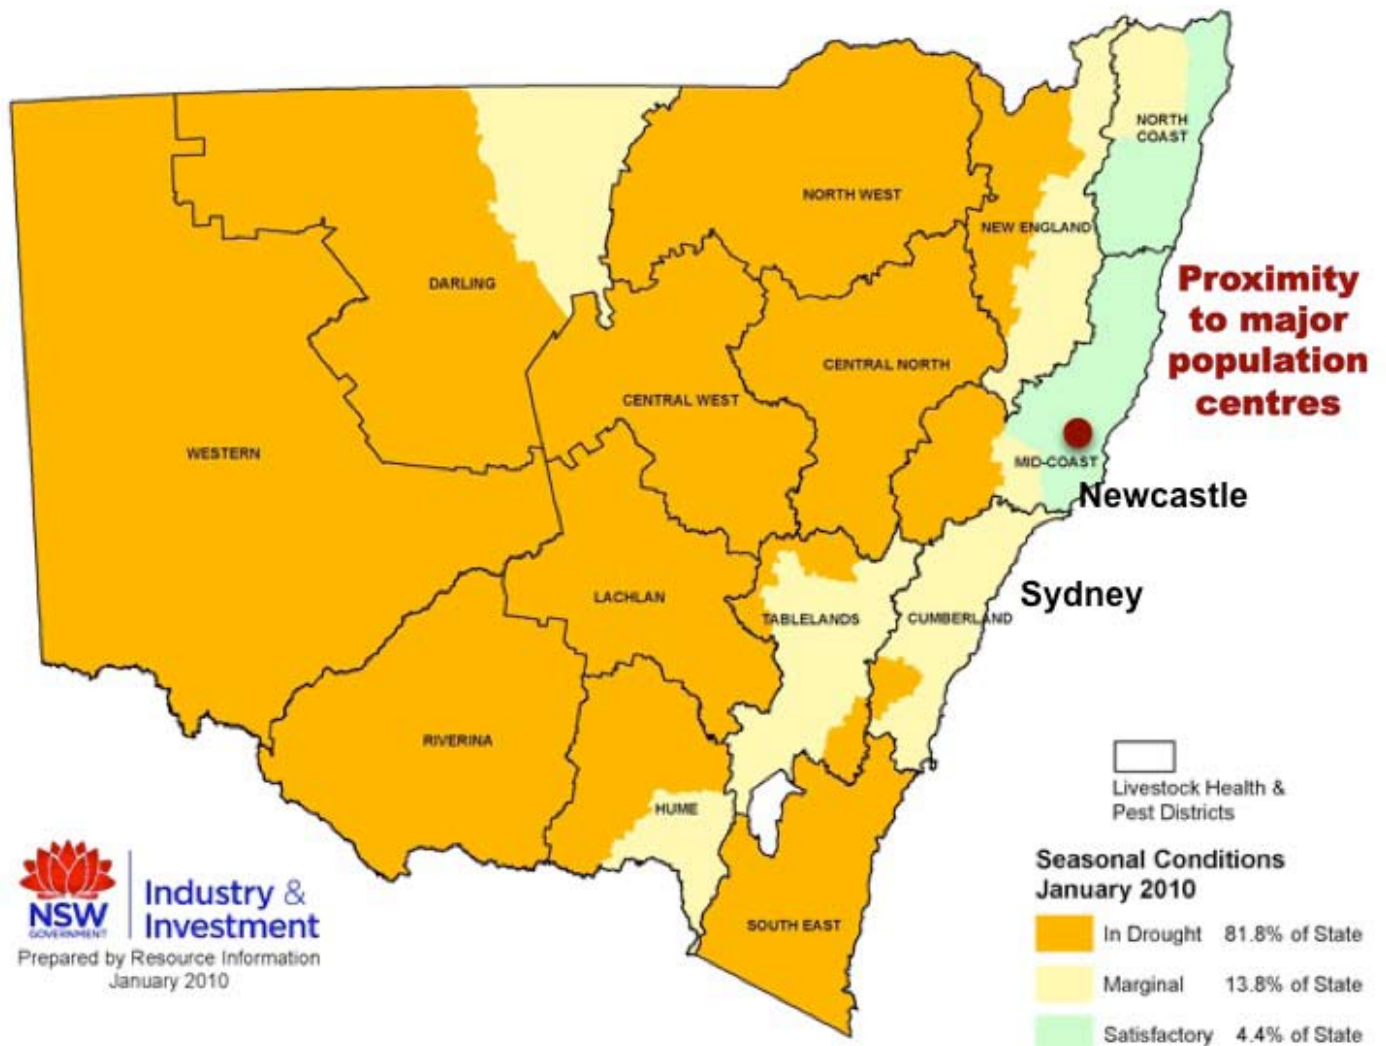 NORTH
COAST
NORTH WEST
NEW ENGLAND
DARLING
Proximity
to major
population
centres
CENTRAL NORTH
CENTRAL WEST
WESTERN
MID-COAST
Newcastle
LACHLAN
Sydney
TABLELANDS
CUMBERLAND
RIVERINA
HUME
SOUTH EAST
Livestock Health &
Pest Districts
Seasonal Conditions
January 2010
In Drought 81.8% of State
Marginal 13.8% of State
Satisfactory 4.4% of State
NSW
GOVERNMENT
Industry &
Investment
Prepared by Resource Information
January 2010